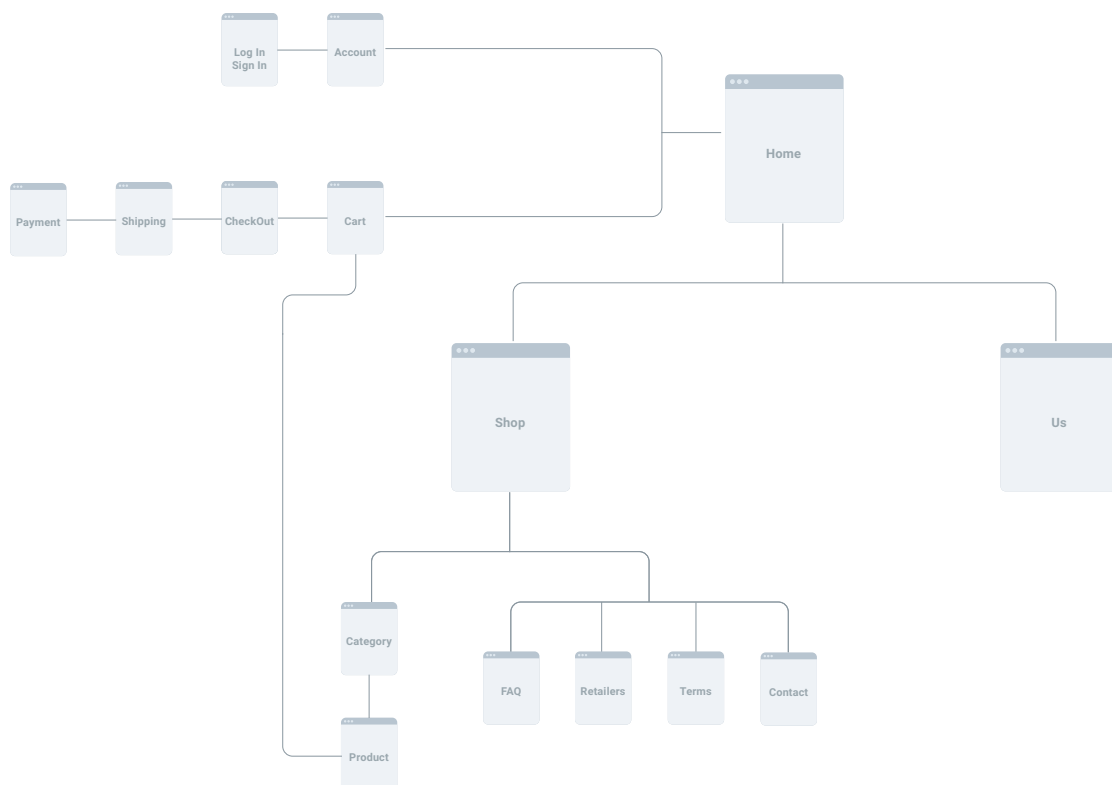 Log In
Sign In
Account
Home
Payment
Shipping
CheckOut
Cart
Shop
Us
Category
FAQ
Retailers
Terms
Contact
Product